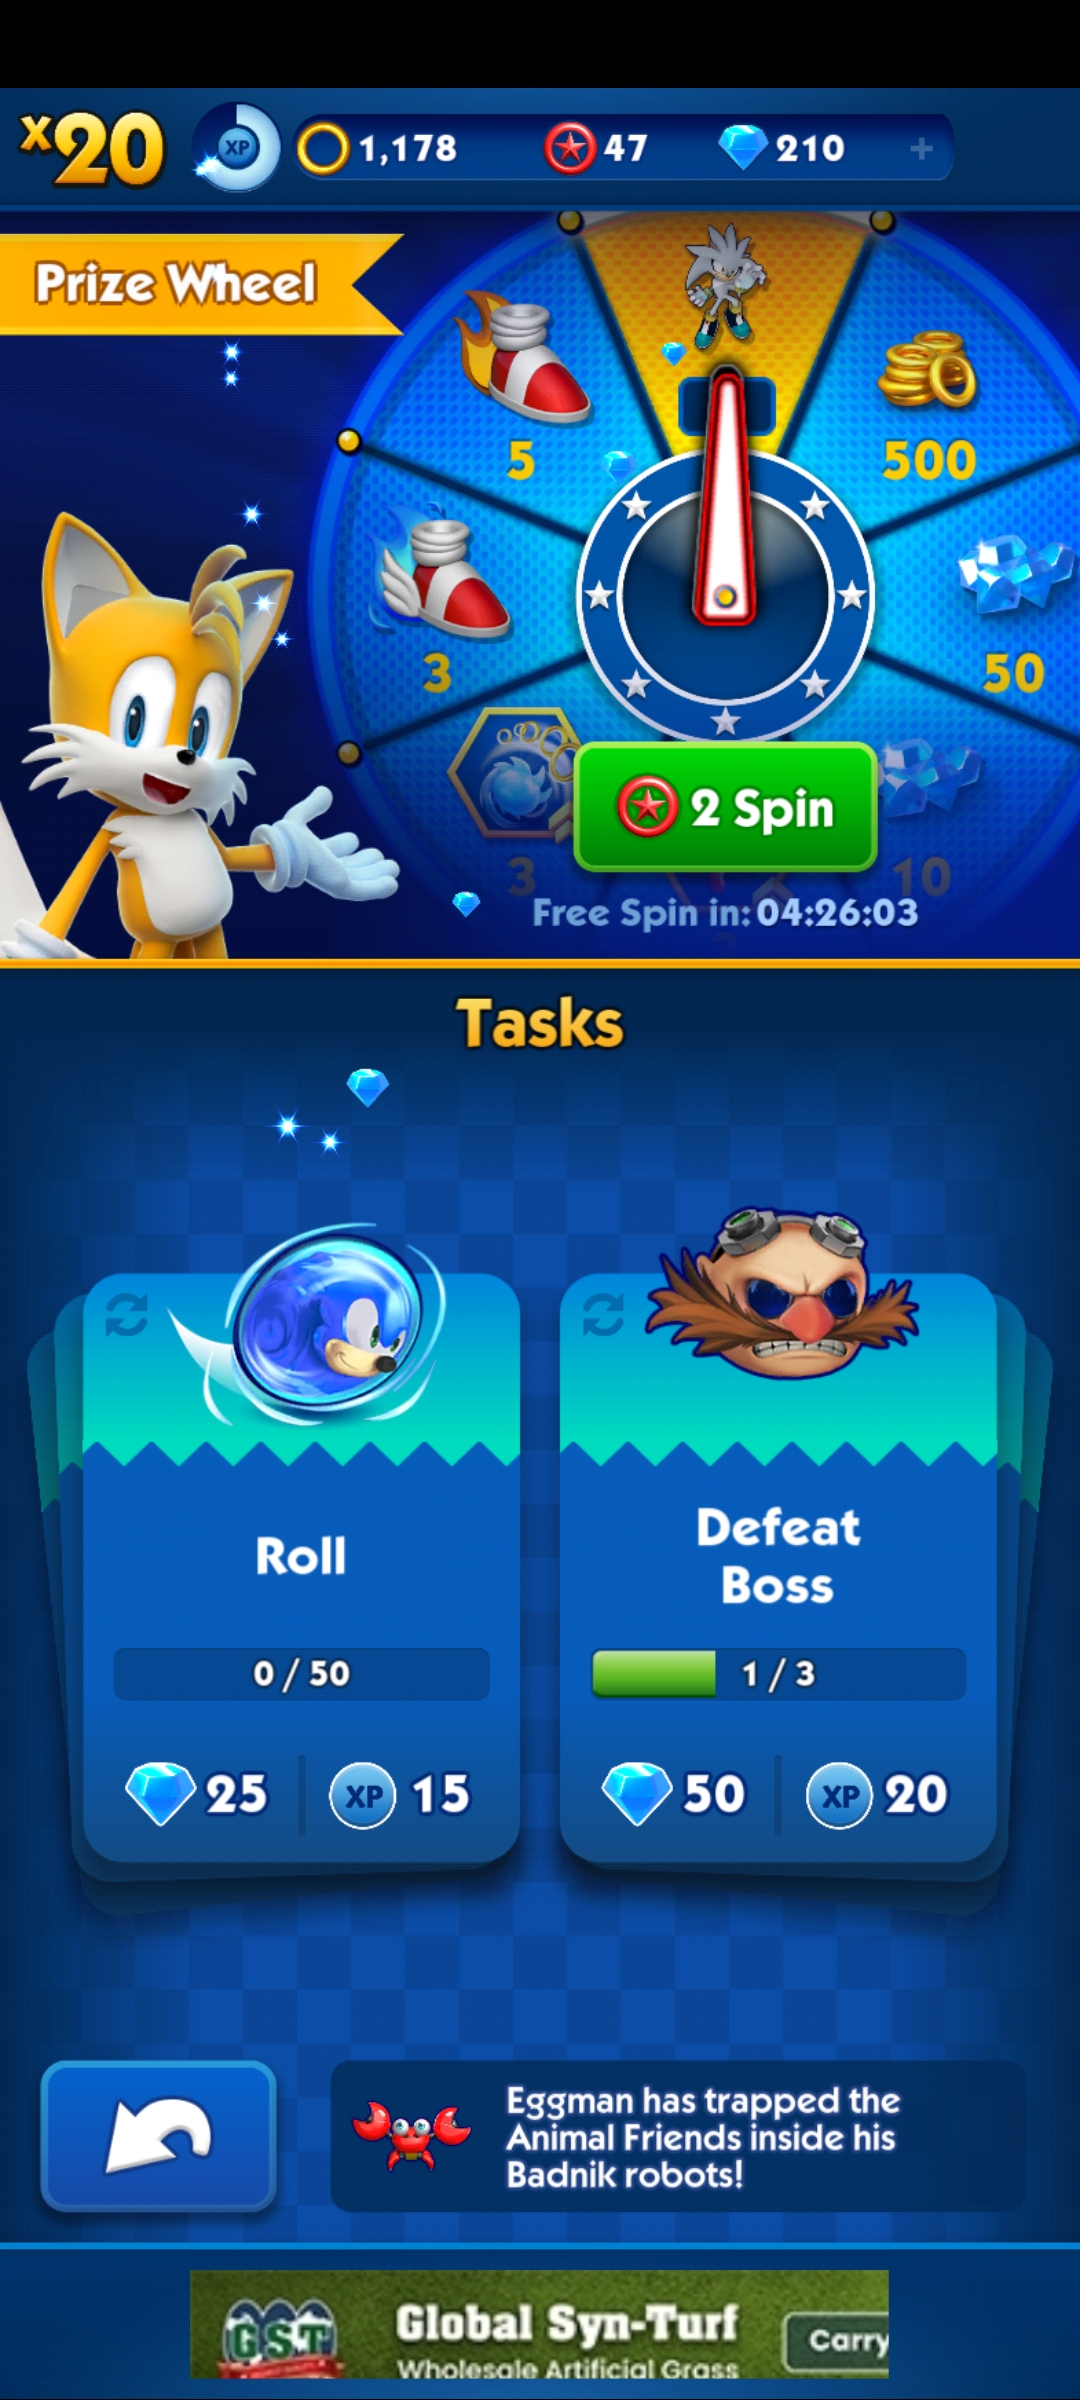 x20
XP
1,178
47
210
+
Prize Wheel
5
500
3
50
2 Spin
3
10
Free Spin in: 04:26:03
Tasks
Roll
0 / 50
25
XP 15
Defeat
Boss
1 / 3
50
XP 20
Eggman has trapped the
Animal Friends inside his
Badnik robots!
GST
Global Syn-Turf
Wholesale Artificial Grass
Carry